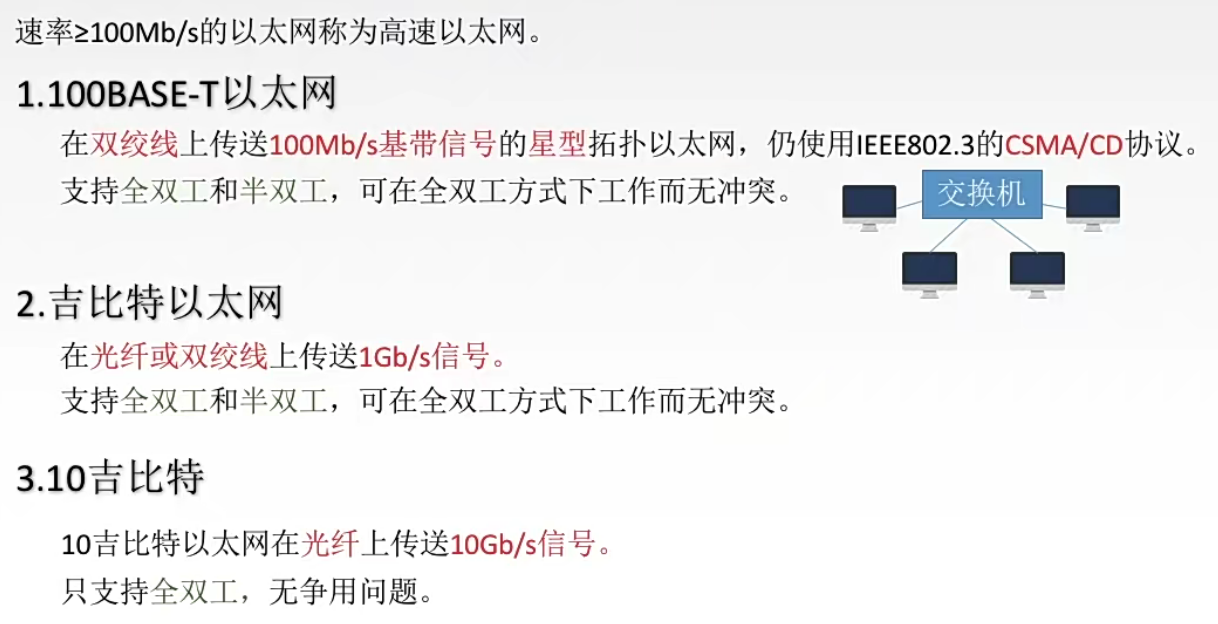 速率≥100Mb/s的以太网称为高速以太网。
1.100BASE-T以太网
在双绞线上传送100Mb/s基带信号的星型拓扑以太网，仍使用IEEE802.3的CSMA/CD协议。
支持全双工和半双工，可在全双工方式下工作而无冲突。
交换机
2.吉比特以太网
在光纤或双绞线上传送1Gb/s信号。
支持全双工和半双工，可在全双工方式下工作而无冲突。
3.10吉比特
10吉比特以太网在光纤上传送10Gb/s信号。
只支持全双工，无争用问题。